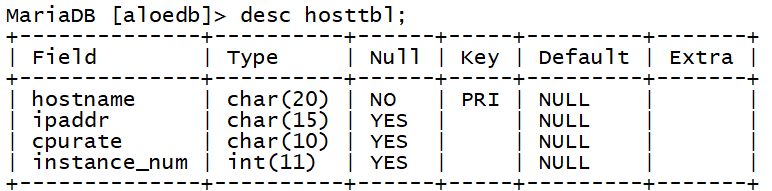 MariaDB [aloedb]> desc hosttbl;
+--------------+----------+------+-----+---------+-------+
| Field        | Type     | Null | Key | Default | Extra |
+--------------+----------+------+-----+---------+-------+
| hostname     | char(20) | NO   | PRI | NULL    |       |
| ipaddr       | char(15) | YES  |     | NULL    |       |
| cpurate      | char(10) | YES  |     | NULL    |       |
| instance_num | int(11)  | YES  |     | NULL    |       |
+--------------+----------+------+-----+---------+-------+